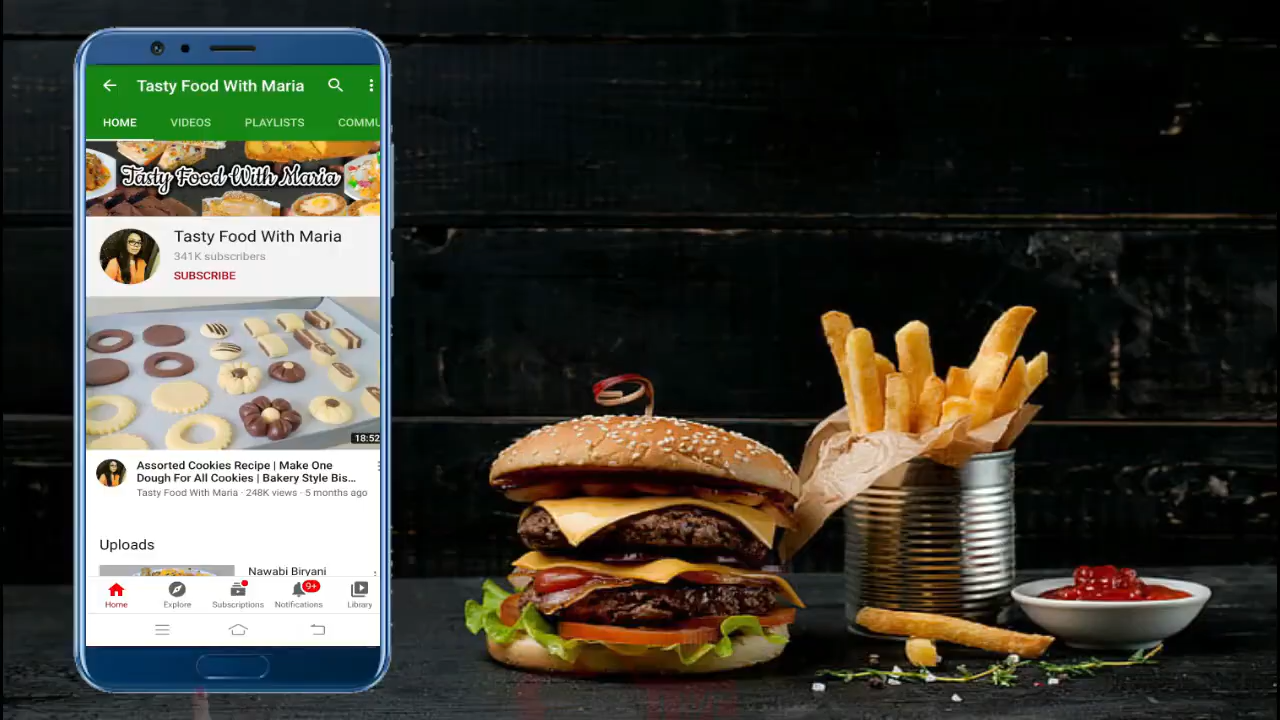 Tasty Food With Maria
HOME VIDEOS PLAYLISTS COMMU
Tasty Food With Maria
Tasty Food With Maria
341K subscribers
SUBSCRIBE
18:52
Assorted Cookies Recipe | Make One
Dough For All Cookies | Bakery Style Bis...
Tasty Food With Maria · 248K views · 5 months ago
Uploads
Nawabi Biryani
9+
Home Explore Subscriptions Notifications Library